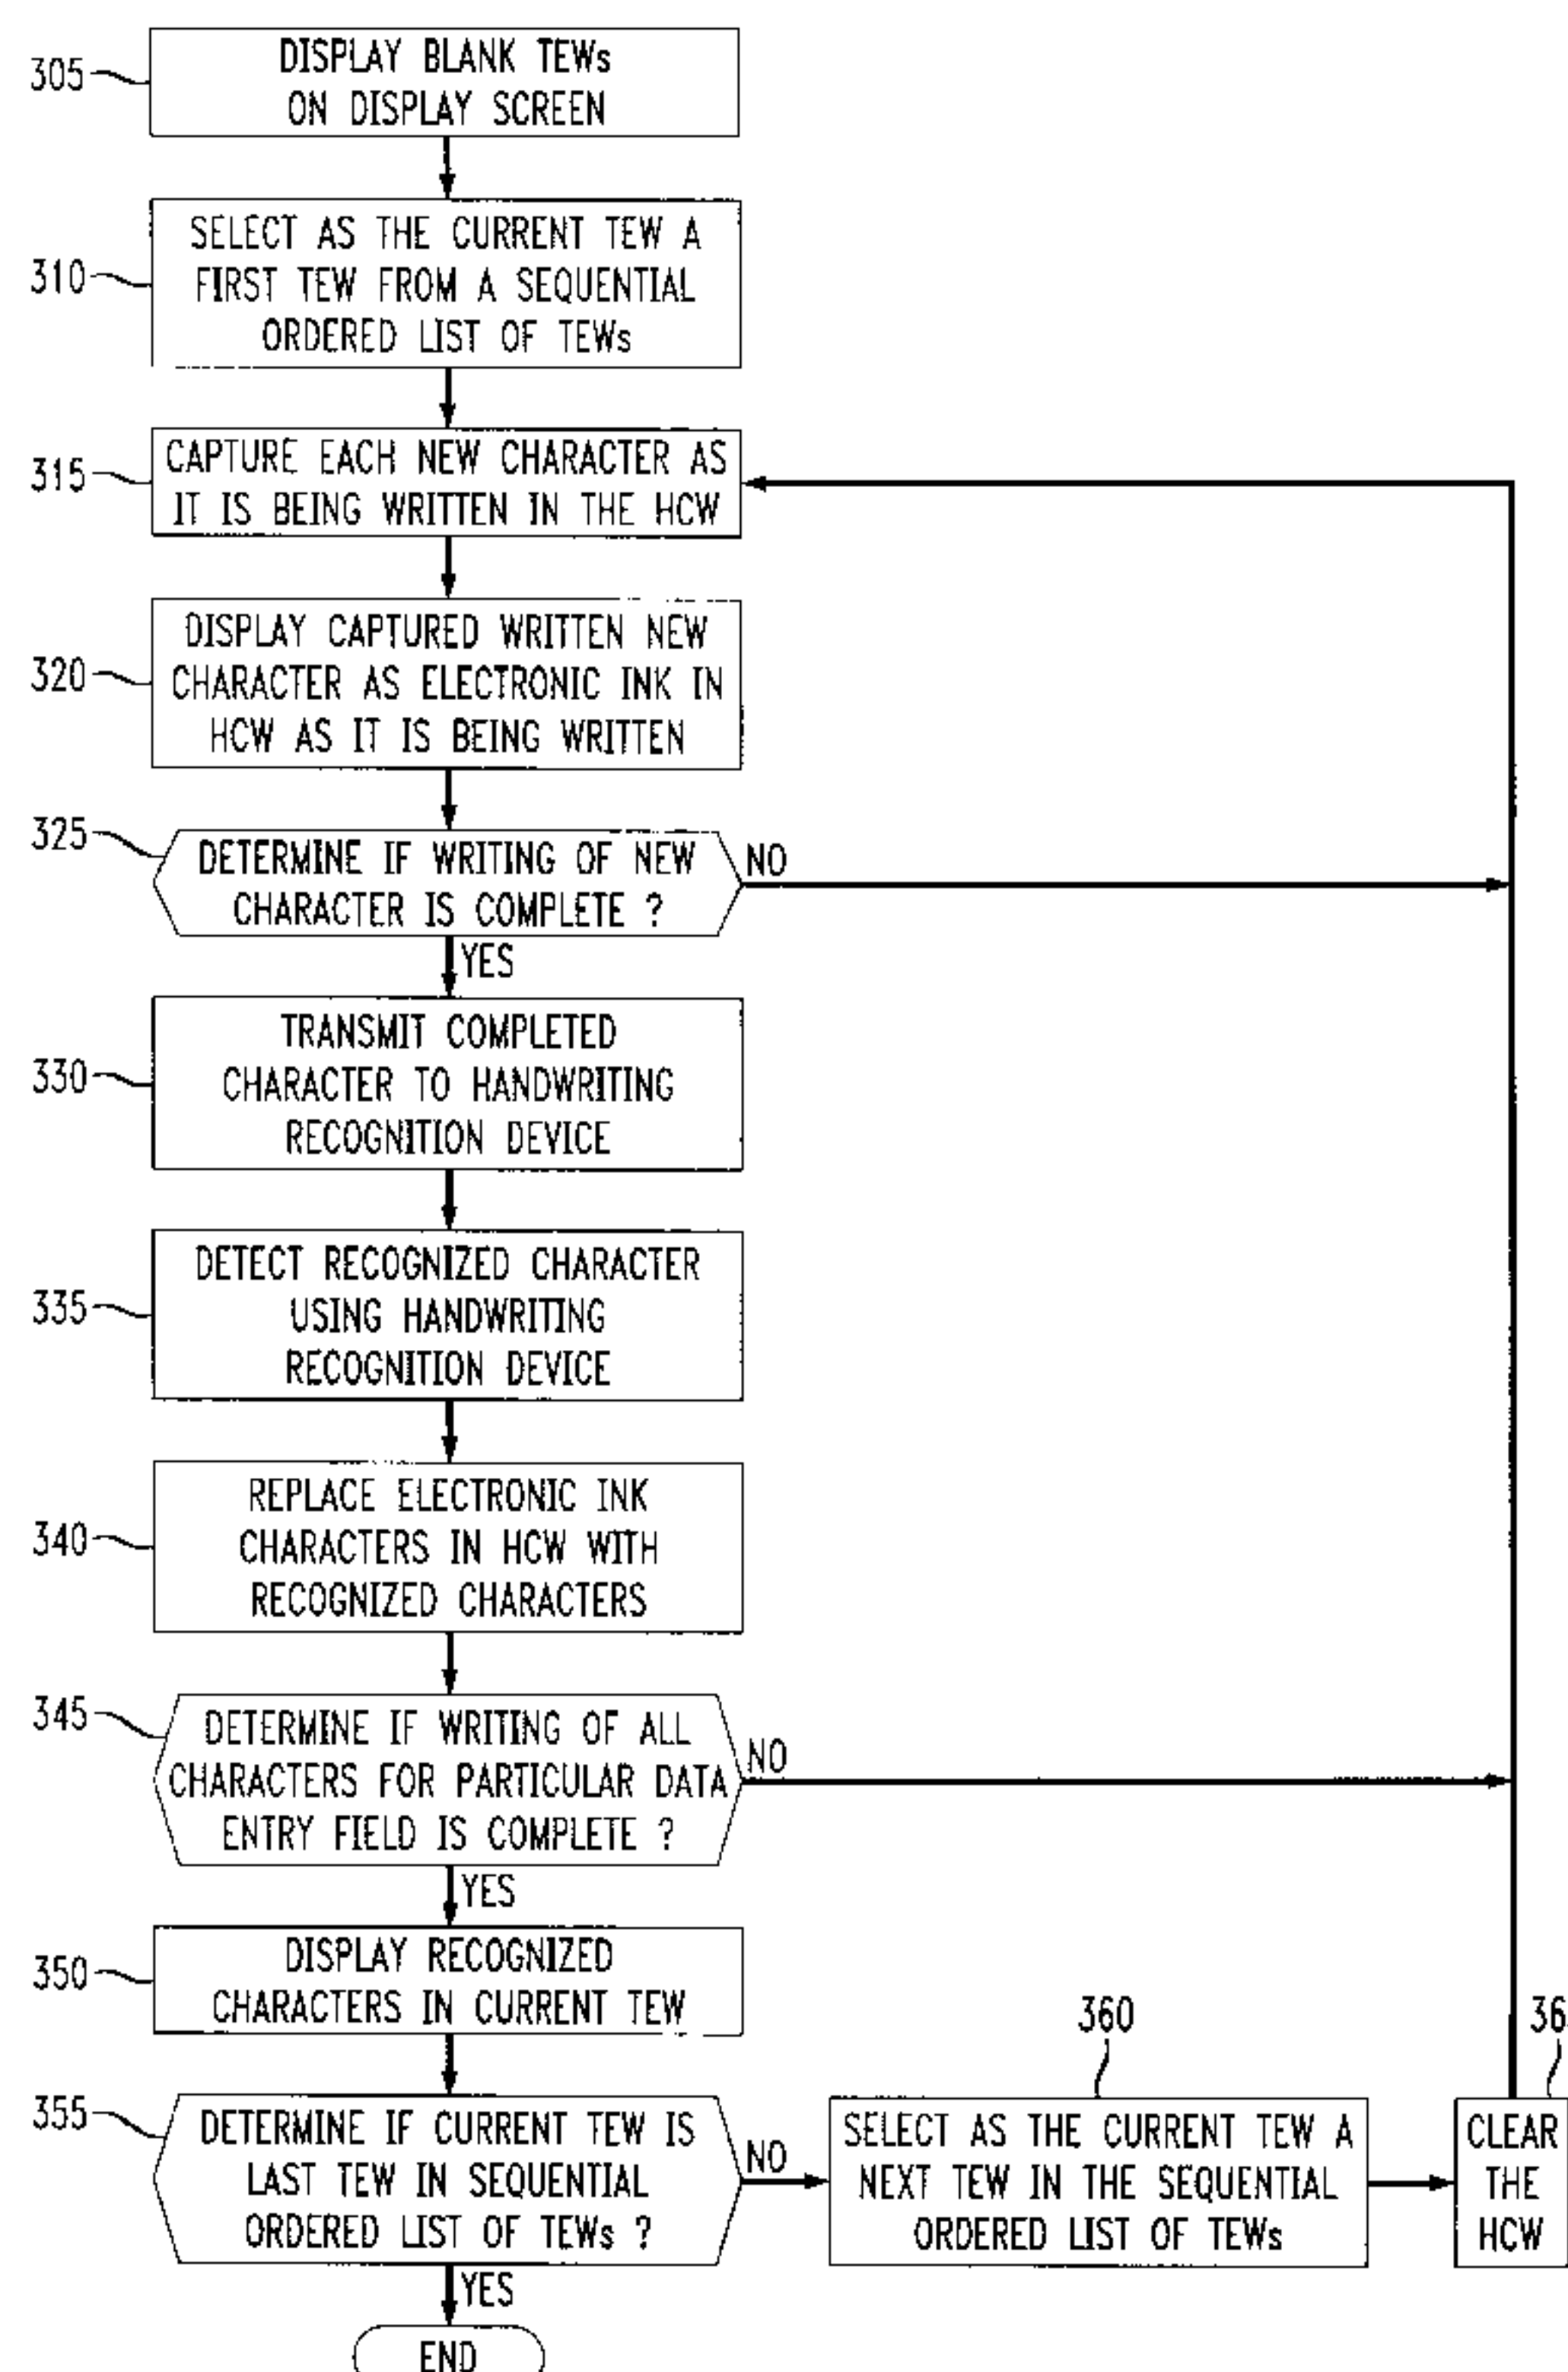 305
DISPLAY BLANK TEWs
ON DISPLAY SCREEN
310
SELECT AS THE CURRENT TEW A
FIRST TEW FROM A SEQUENTIAL
ORDERED LIST OF TEWs
315
CAPTURE EACH NEW CHARACTER AS
IT IS BEING WRITTEN IN THE HCW
320
DISPLAY CAPTURED WRITTEN NEW
CHARACTER AS ELECTRONIC INK IN
HCW AS IT IS BEING WRITTEN
325
DETERMINE IF WRITING OF NEW
CHARACTER IS COMPLETE ?
NO
YES
330
TRANSMIT COMPLETED
CHARACTER TO HANDWRITING
RECOGNITION DEVICE
335
DETECT RECOGNIZED CHARACTER
USING HANDWRITING
RECOGNITION DEVICE
340
REPLACE ELECTRONIC INK
CHARACTERS IN HCW WITH
RECOGNIZED CHARACTERS
345
DETERMINE IF WRITING OF ALL
CHARACTERS FOR PARTICULAR DATA
ENTRY FIELD IS COMPLETE ?
NO
YES
350
DISPLAY RECOGNIZED
CHARACTERS IN CURRENT TEW
355
DETERMINE IF CURRENT TEW IS
LAST TEW IN SEQUENTIAL
ORDERED LIST OF TEWs ?
NO
YES
360
SELECT AS THE CURRENT TEW A
NEXT TEW IN THE SEQUENTIAL
ORDERED LIST OF TEWs
36
CLEAR
THE
HCW
END